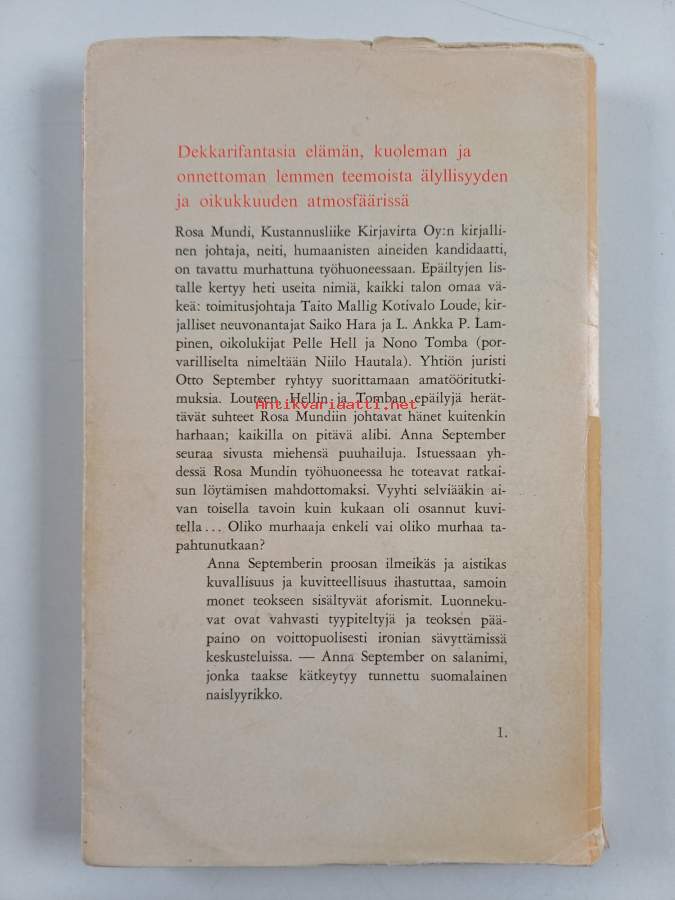 Dekkarifantasia elämän, kuoleman ja
onnettoman lemmen teemoista älyllisyyden
ja oikukkuuden atmosfäärissä
Rosa Mundi, Kustannusliike Kirjavirta Oy:n kirjalli-
nen johtaja, neiti, humaanisten aineiden kandidaatti,
on tavattu murhattuna työhuoneessaan. Epäiltyjen lis-
talle kertyy heti useita nimiä, kaikki talon omaa vä-
keä: toimitusjohtaja Taito Mallig Kotivalo Loude, kir-
jalliset neuvonantajat Saiko Hara ja L. Ankka P. Lam-
pinen, oikolukijat Pelle Hell ja Nono Tomba (por-
varilliselta nimeltään Niilo Hautala). Yhtiön juristi
Otto September ryhtyy suorittamaan amatööritutki-
muksia. Louteen, Hellin ja Tomban epäilyjä herät-
Antikvariaatti.net
tävät suhteet Rosa Mundiin johtavat hänet kuitenkin
harhaan; kaikilla on pitävä alibi. Anna September
seuraa sivusta miehensä puuhailuja. Istuessaan yh-
dessä Rosa Mundin työhuoneessa he toteavat ratkai-
sun löytämisen mahdottomaksi. Vyyhti selviääkin ai-
van toisella tavoin kuin kukaan oli osannut kuvi-
tella... Oliko murhaaja enkeli vai oliko murhaa ta-
pahtunutkaan?
Anna Septemberin proosan ilmeikäs ja aistikas
kuvallisuus ja kuvitteellisuus ihastuttaa, samoin
monet teokseen sisältyvät aforismit. Luonneku-
vat ovat vahvasti tyypiteltyjä ja teoksen pää-
paino on voittopuolisesti ironian sävyttämissä
keskusteluissa. — Anna September on salanimi,
jonka taakse kätkeytyy tunnettu suomalainen
naislyyrikko.
1.